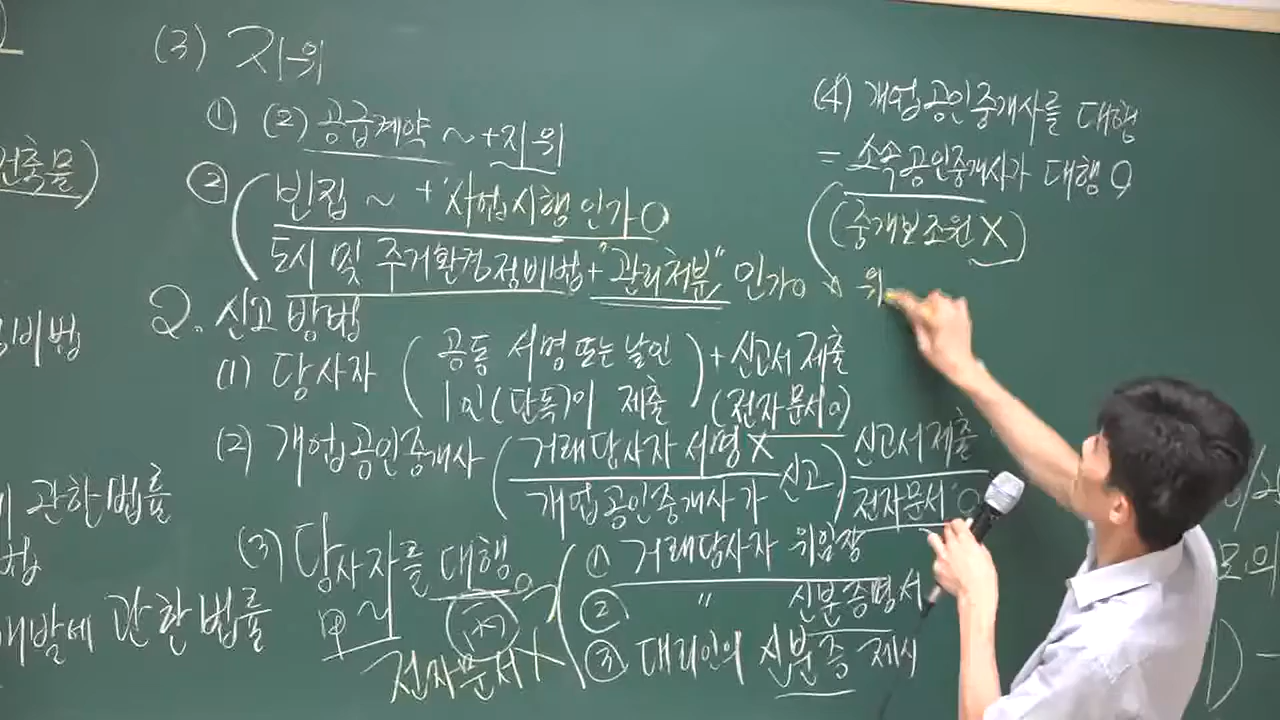 건축물)
비법
관한 법률
개발에 관한 법률
(3) 지위
① (2) 공급계약 ~ + 지위
② ( 빈집 ~ + "사업시행인가 O
도시 및 주거환경정비법 + "관리처분" 인가 O
2. 신고 방법
(1) 당사자 ( 공동 서명 또는 날인
1인(단독)이 제출 ) + 신고서 제출
(전자문서 O)
(2) 개업공인중개사 ( 거래당사자 서명 X
개업공인중개사가 신고 ) 신고서 제출
전자문서 O
(3) 당사자를 대행
전자문서 X
① 거래당사자 위임장
② " 신분증명서
③ 대리인의 신분증 제시
(4) 개업공인중개사를 대행
= 소속공인중개사가 대행 O
(중개보조원 X)
☆ 위
모의